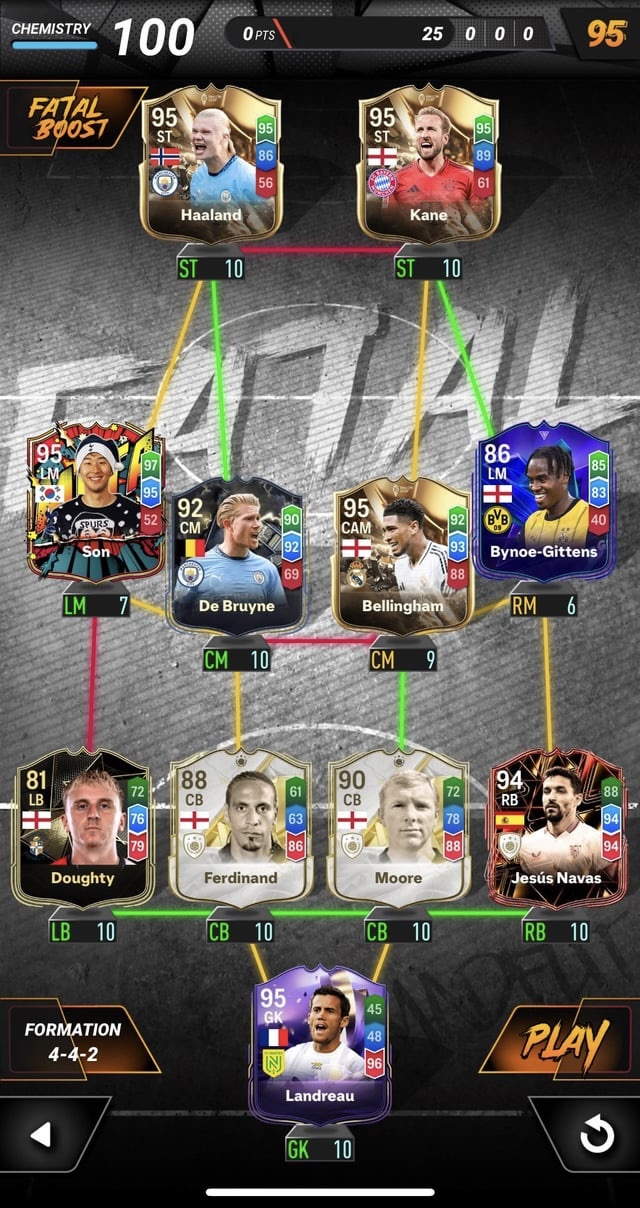 CHEMISTRY 100
0 PTS 25 0 0 0
95
FATAL
BOOST
95
ST
95
86
56
Haaland
95
ST
95
89
61
Kane
ST 10
ST 10
FATAL
95
LM
97
95
52
SPURS
Son
92
CM
90
92
69
De Bruyne
95
CAM
92
93
88
Bellingham
86
LM
85
83
40
BVB
09
Bynoe-Gittens
LM 7
CM 10
CM 9
RM 6
81
LB
72
76
79
Doughty
88
CB
61
63
86
Ferdinand
90
CB
72
78
88
Moore
94
RB
88
94
94
Jesús Navas
LB 10
CB 10
CB 10
RB 10
95
GK
45
48
96
N
Landreau
GK 10
FORMATION
4-4-2
PLAY